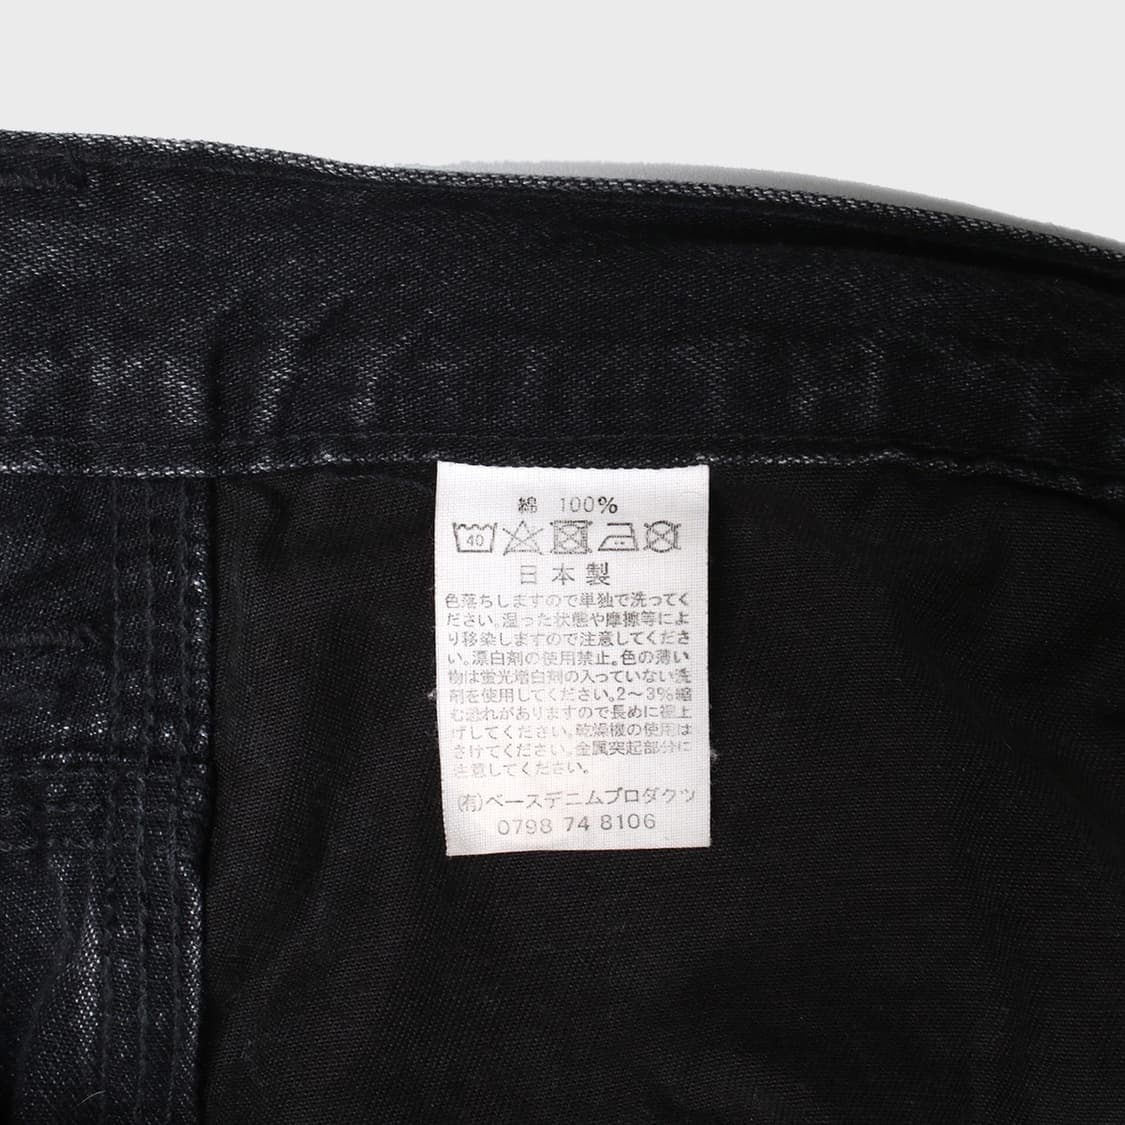 綿 100%
40
日本製
色落ちしますので単独で洗ってく
ださい。湿った状態や摩擦等によ
り移染しますので注意してくださ
い。漂白剤の使用禁止。色の薄い
物は蛍光増白剤の入っていない洗
剤を使用してください。2～3%縮
む恐れがありますので長めに裾上
げしてください。乾燥機の使用は
さけてください。金属突起部分に
注意してください。
(有)ベースデニムプロダクツ
0798 74 8106